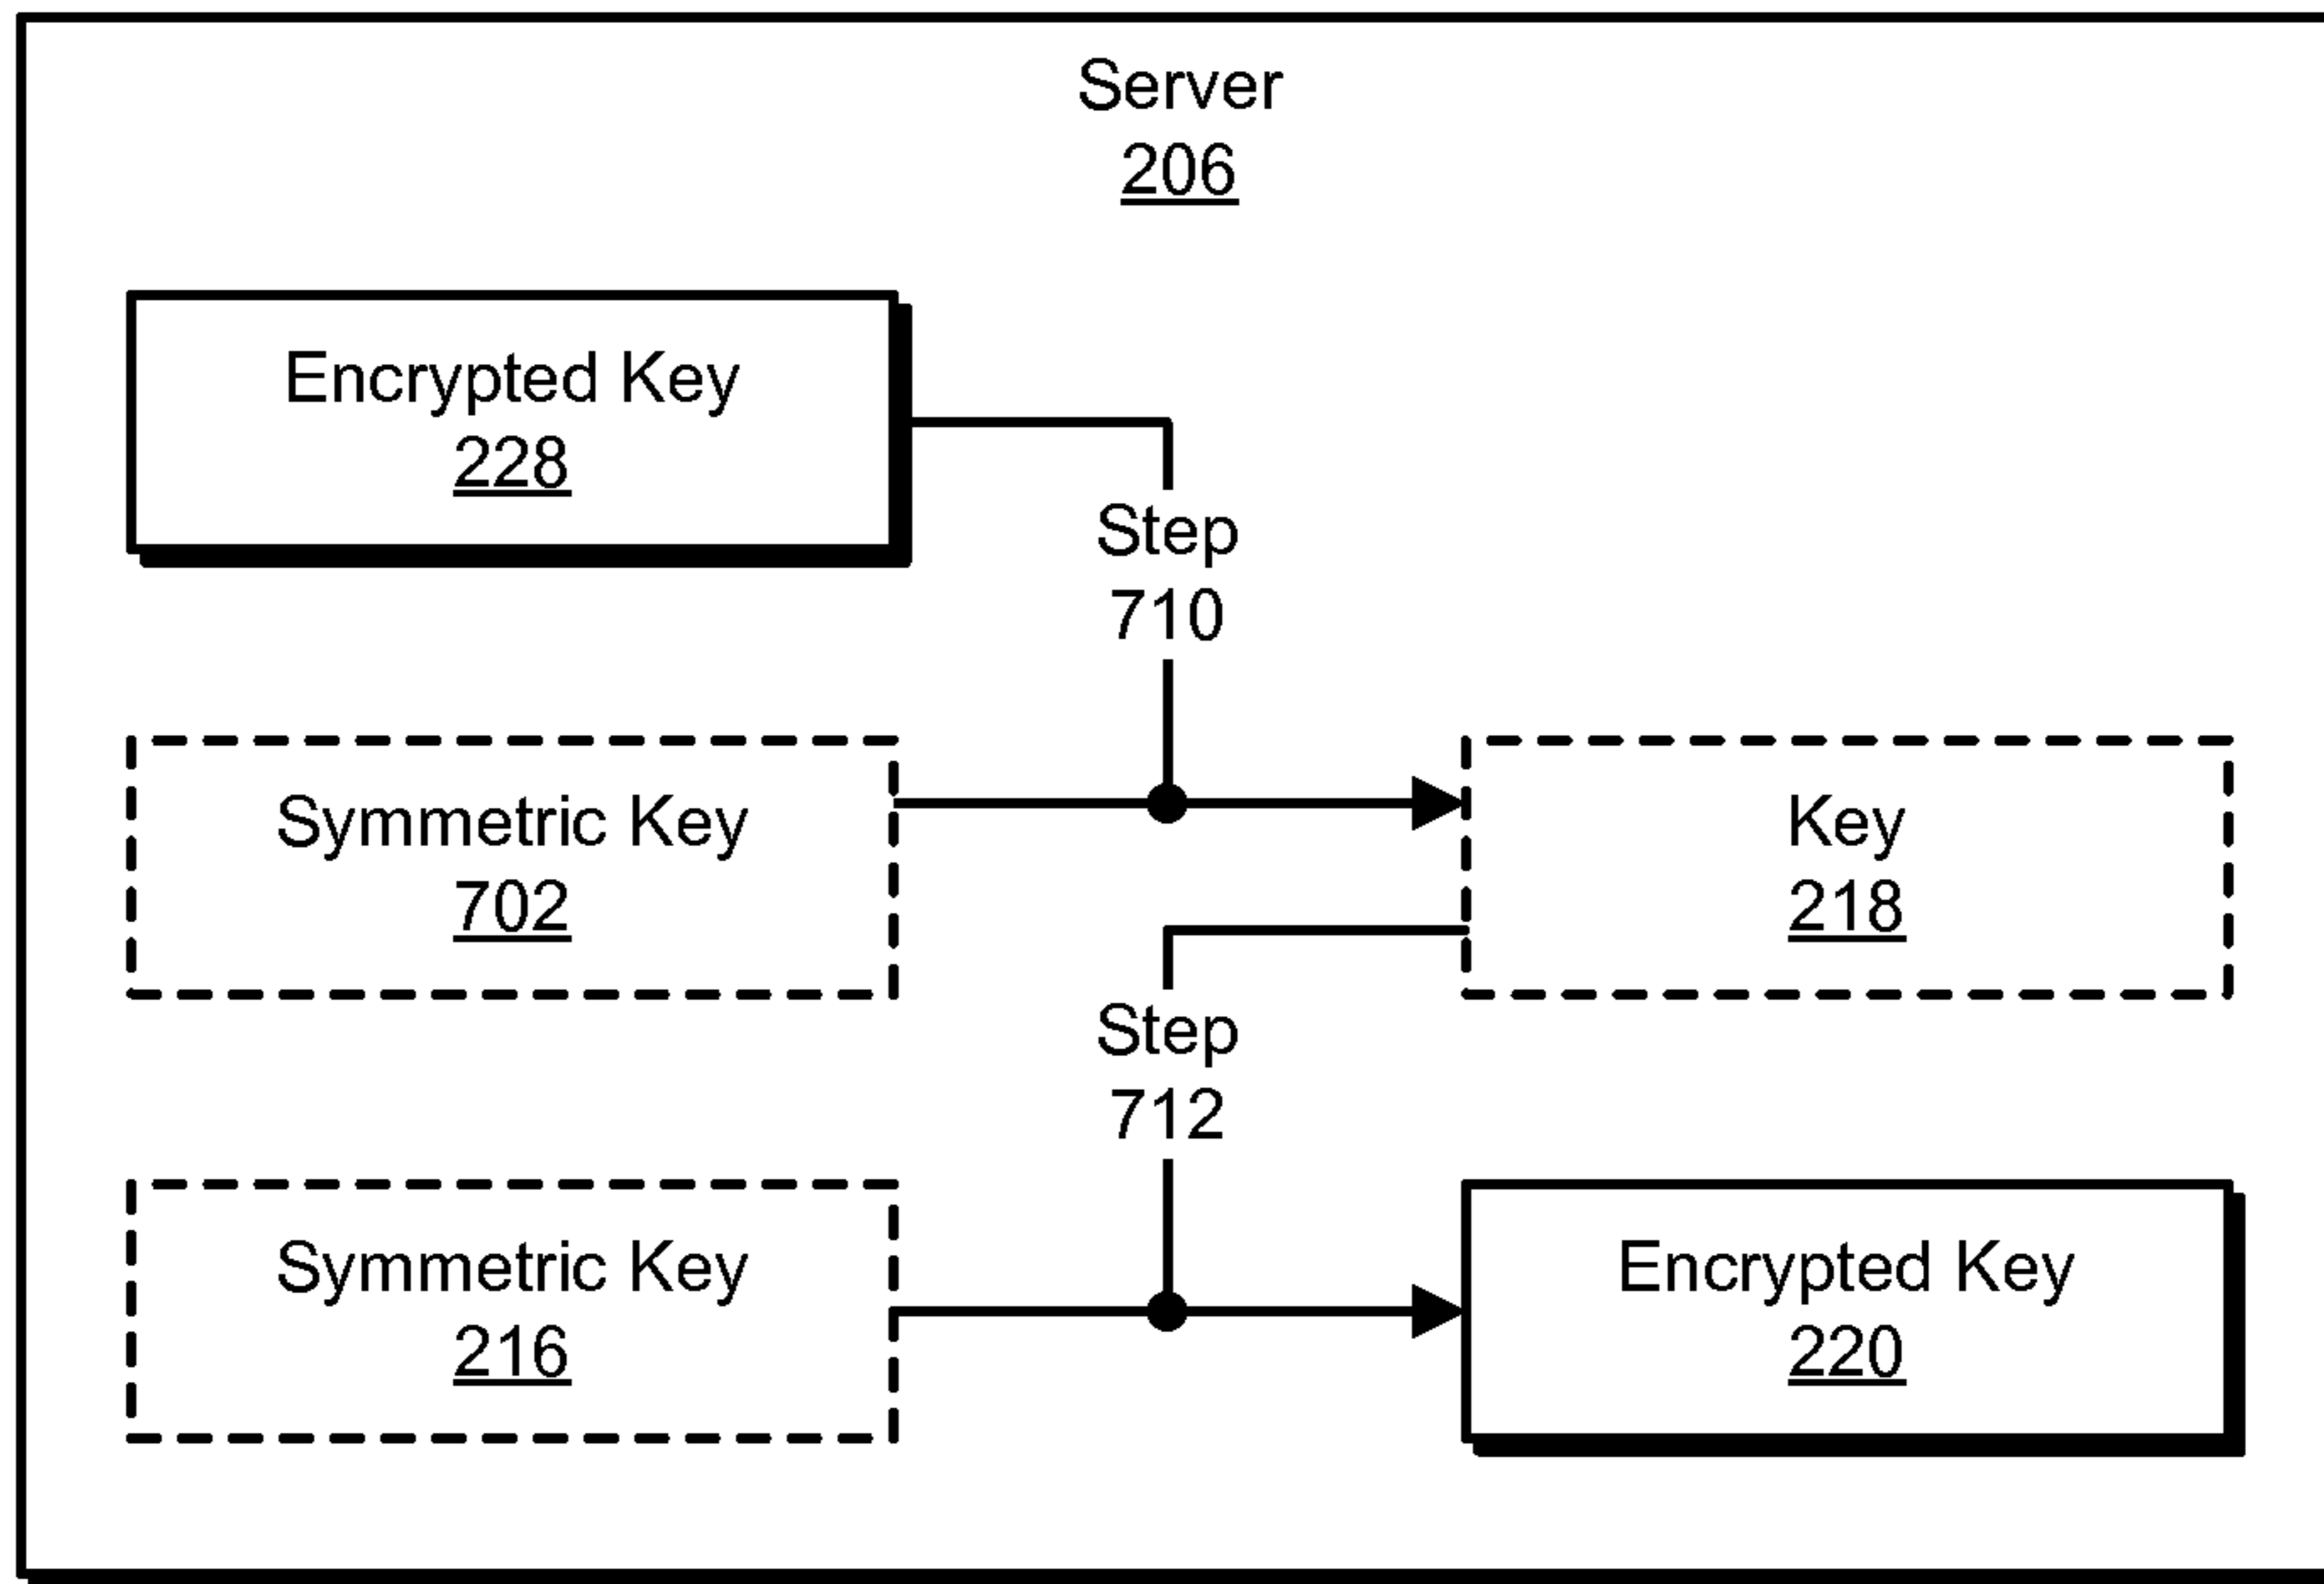 Server
206
Encrypted Key
228
Step
710
Symmetric Key
702
Key
218
Step
712
Symmetric Key
216
Encrypted Key
220